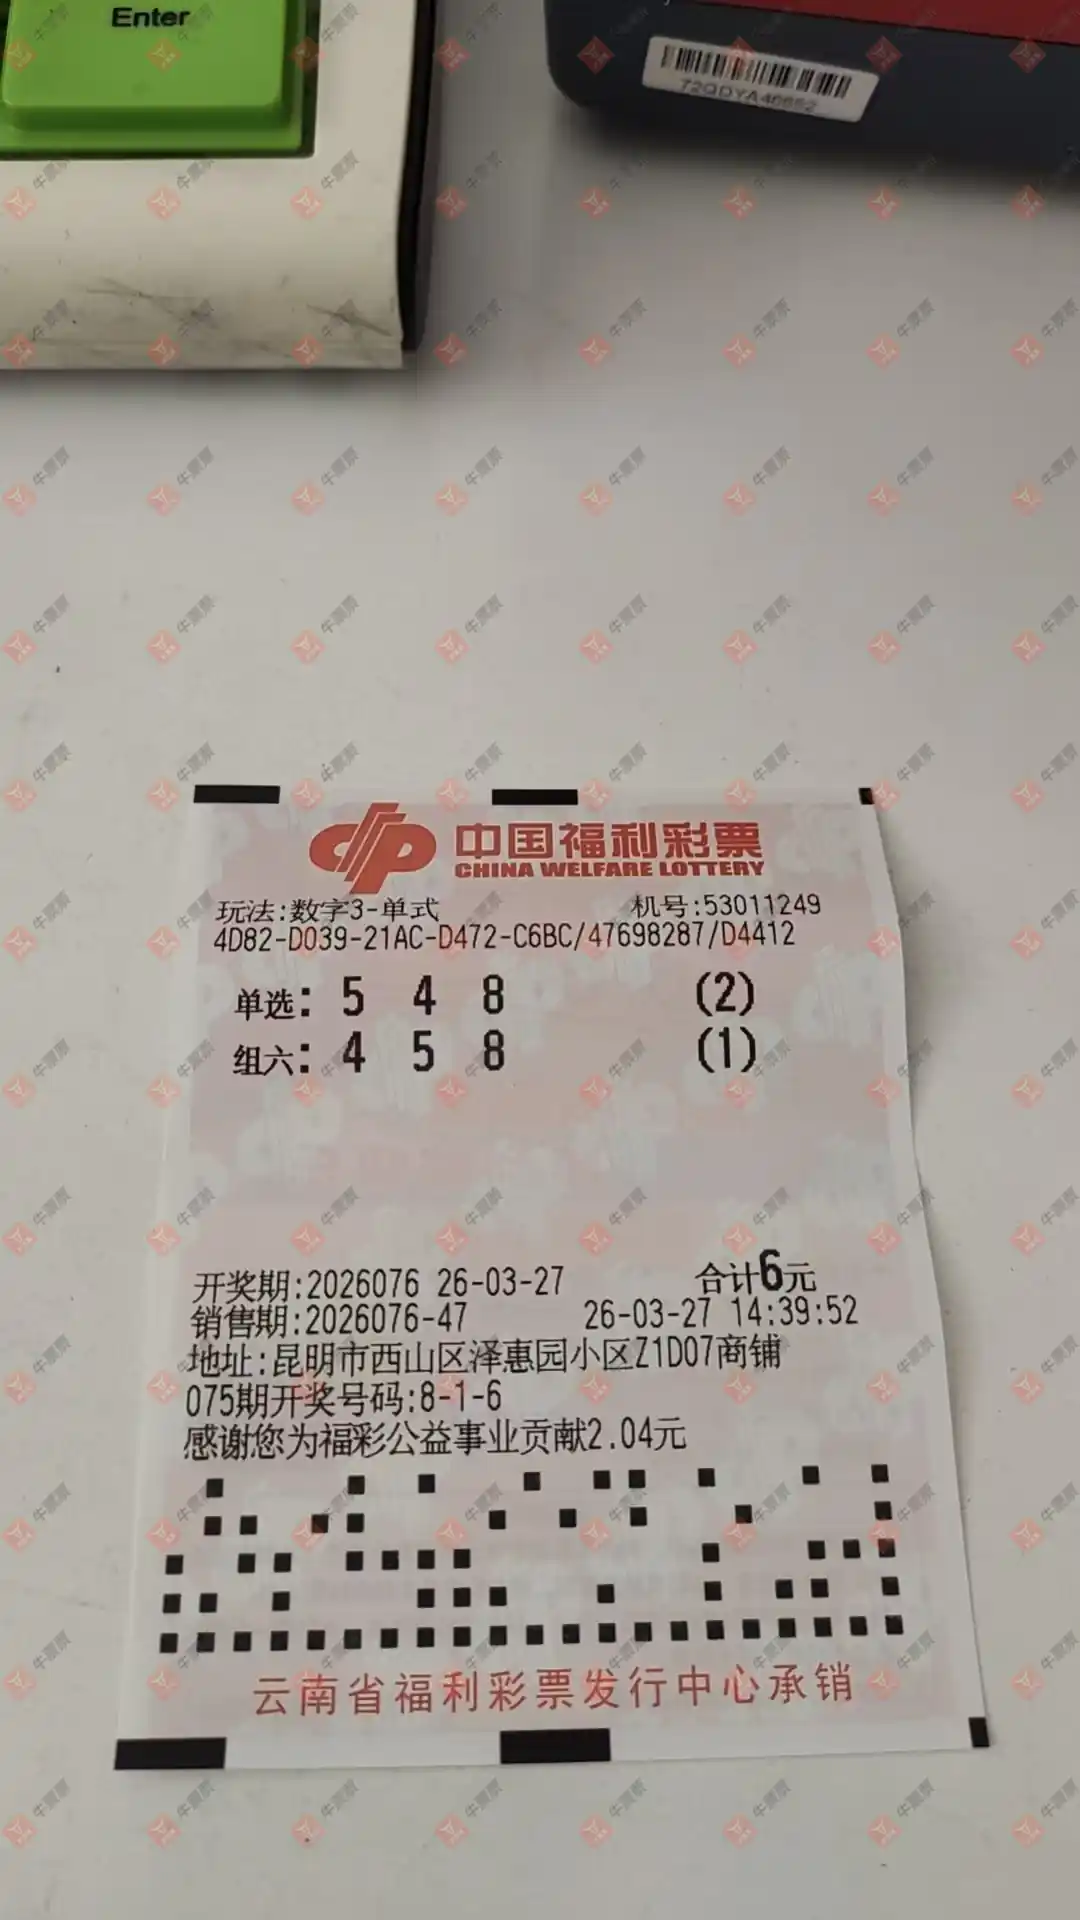 Enter
中国福利彩票
CHINA WELFARE LOTTERY
玩法:数字3-单式 机号:53011249
4D82-D039-21AC-D472-C6BC/47698287/D4412
单选: 5 4 8 (2)
组六: 4 5 8 (1)
开奖期:2026076 26-03-27 合计6元
销售期:2026076-47 26-03-27 14:39:52
地址:昆明市西山区泽惠园小区Z1D07商铺
075期开奖号码:8-1-6
感谢您为福彩公益事业贡献2.04元
云南省福利彩票发行中心承销